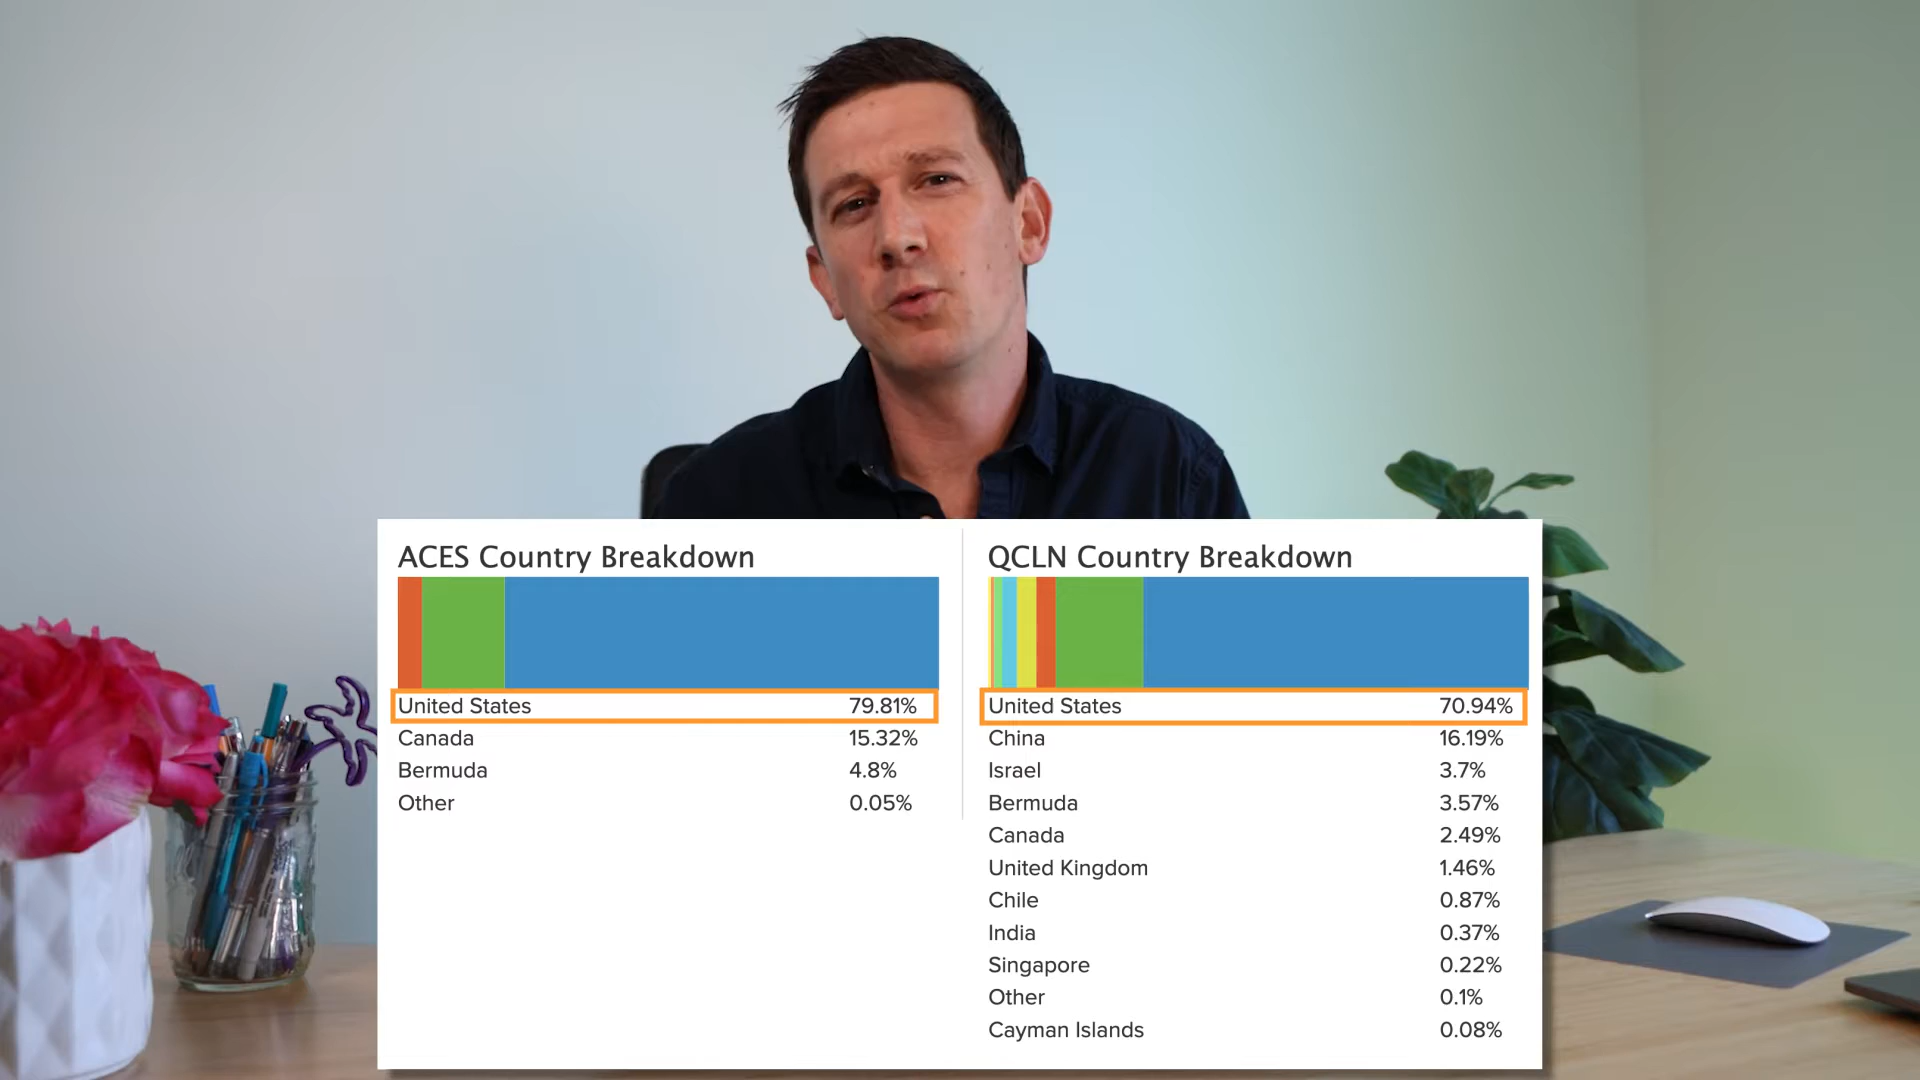 ACES Country Breakdown
United States 79.81%
Canada 15.32%
Bermuda 4.8%
Other 0.05%
QCLN Country Breakdown
United States 70.94%
China 16.19%
Israel 3.7%
Bermuda 3.57%
Canada 2.49%
United Kingdom 1.46%
Chile 0.87%
India 0.37%
Singapore 0.22%
Other 0.1%
Cayman Islands 0.08%